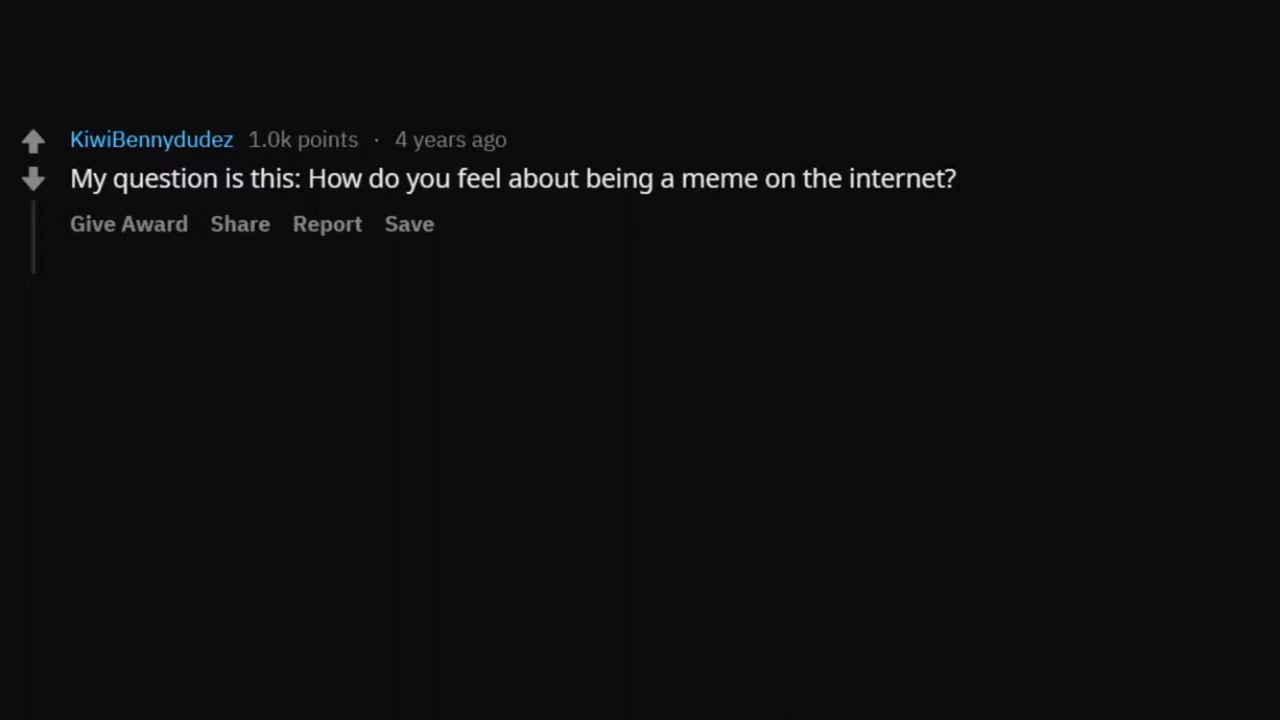 KiwiBennydudez 1.0k points · 4 years ago
My question is this: How do you feel about being a meme on the internet?
Give Award Share Report Save